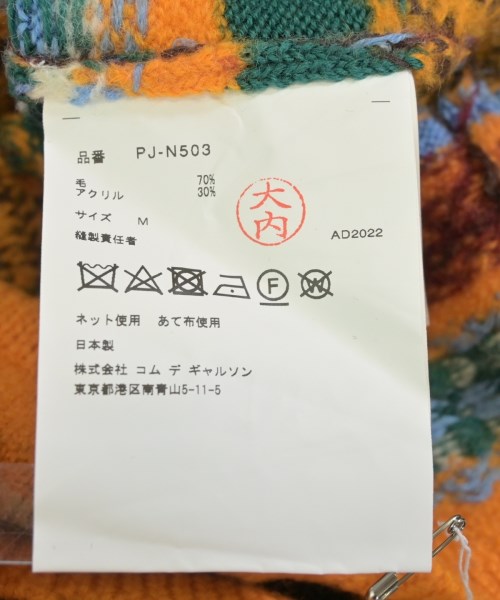 品番 PJ-N503
毛 70%
アクリル 30%
サイズ M
縫製責任者
大内
AD2022
F W
ネット使用 あて布使用
日本製
株式会社 コム デ ギャルソン
東京都港区南青山5-11-5